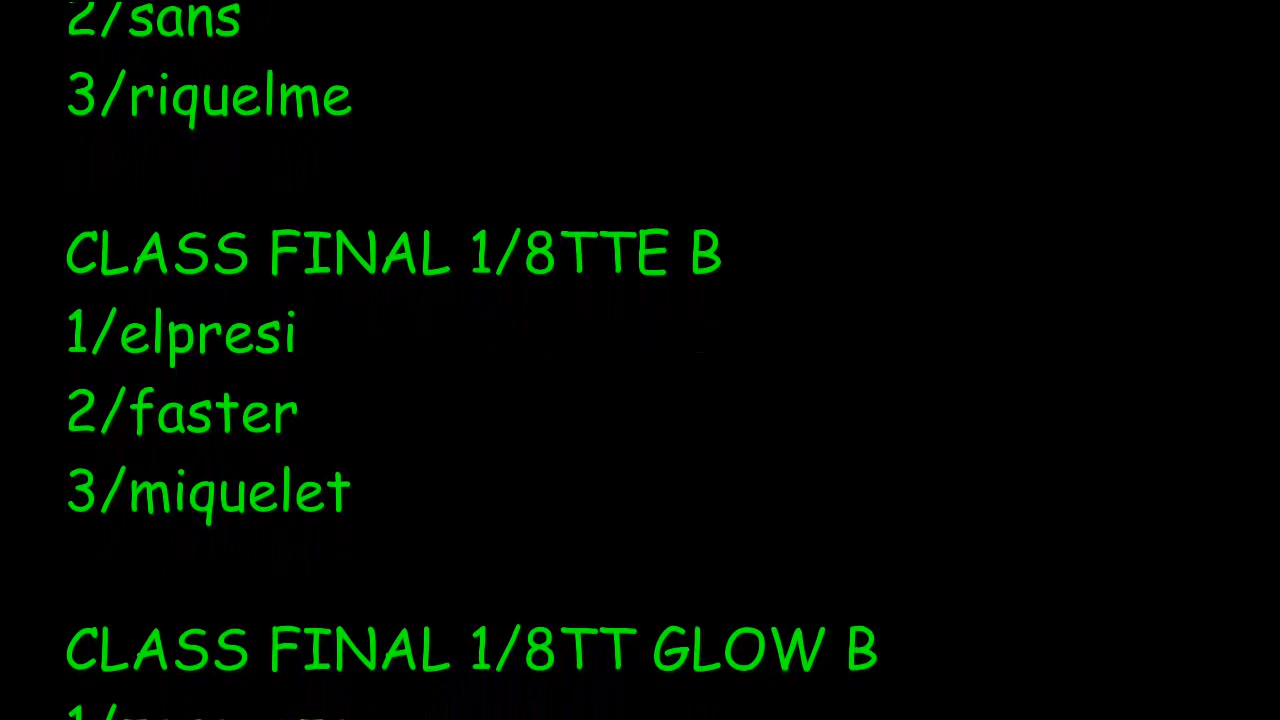 2/sans
3/riquelme
CLASS FINAL 1/8TTE B
1/elpresi
2/faster
3/miquelet
CLASS FINAL 1/8TT GLOW B
1/